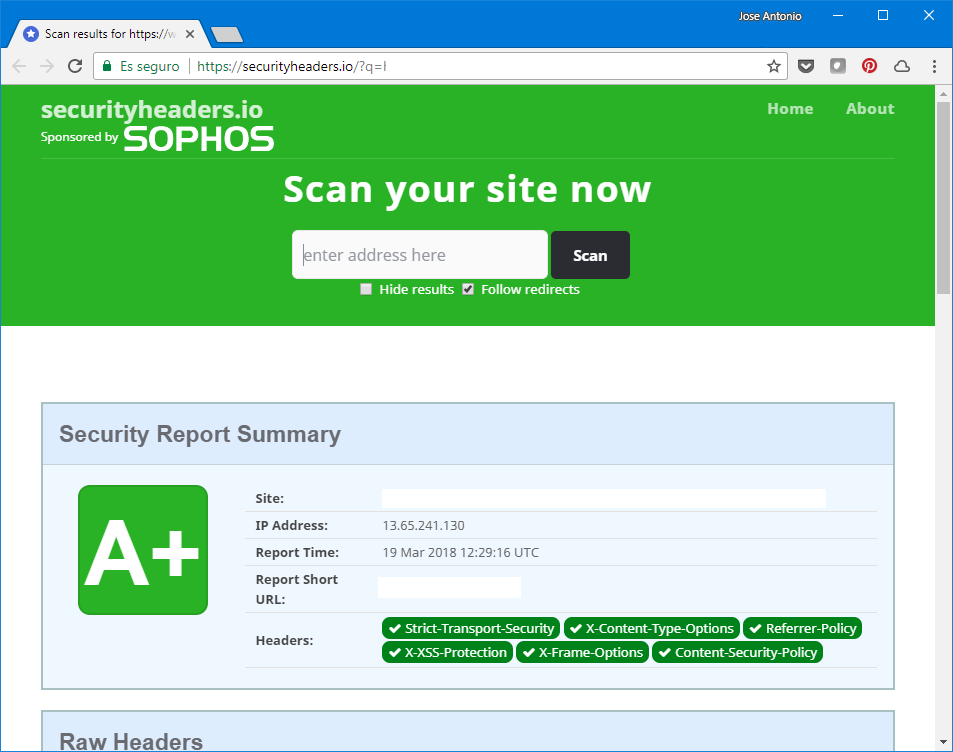 Jose Antonio
Scan results for https://w
Es seguro https://securityheaders.io/?q=
securityheaders.io
Home About
Sponsored by SOPHOS
Scan your site now
enter address here Scan
Hide results Follow redirects
Security Report Summary
A+
Site:
IP Address: 13.65.241.130
Report Time: 19 Mar 2018 12:29:16 UTC
Report Short
URL:
Headers:
Strict-Transport-Security X-Content-Type-Options Referrer-Policy
X-XSS-Protection X-Frame-Options Content-Security-Policy
Raw Headers